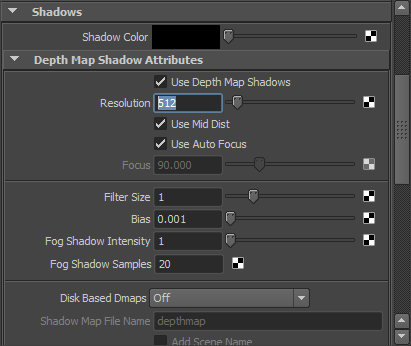 Shadows
Shadow Color
Depth Map Shadow Attributes
Use Depth Map Shadows
Resolution 512
Use Mid Dist
Use Auto Focus
Focus 90.000
Filter Size 1
Bias 0.001
Fog Shadow Intensity 1
Fog Shadow Samples 20
Disk Based Dmaps Off
Shadow Map File Name depthmap
Add Scene Name